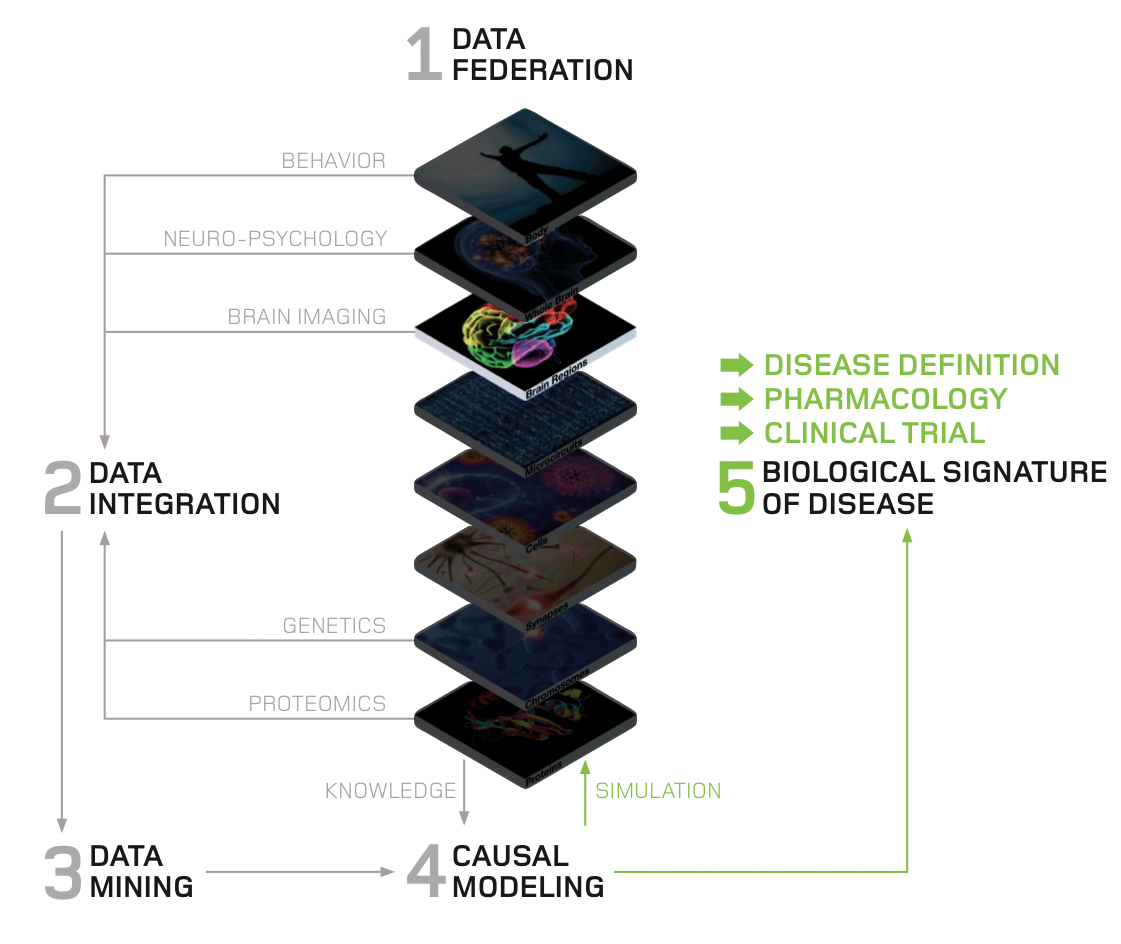 1 DATA
FEDERATION
BEHAVIOR
Body
NEURO-PSYCHOLOGY
Whole Brain
BRAIN IMAGING
Brain Regions
DISEASE DEFINITION
PHARMACOLOGY
CLINICAL TRIAL
5 BIOLOGICAL SIGNATURE
OF DISEASE
Microcircuits
2 DATA
INTEGRATION
Cells
Synapses
GENETICS
Chromosomes
PROTEOMICS
Proteins
KNOWLEDGE
SIMULATION
3 DATA
MINING
4 CAUSAL
MODELING